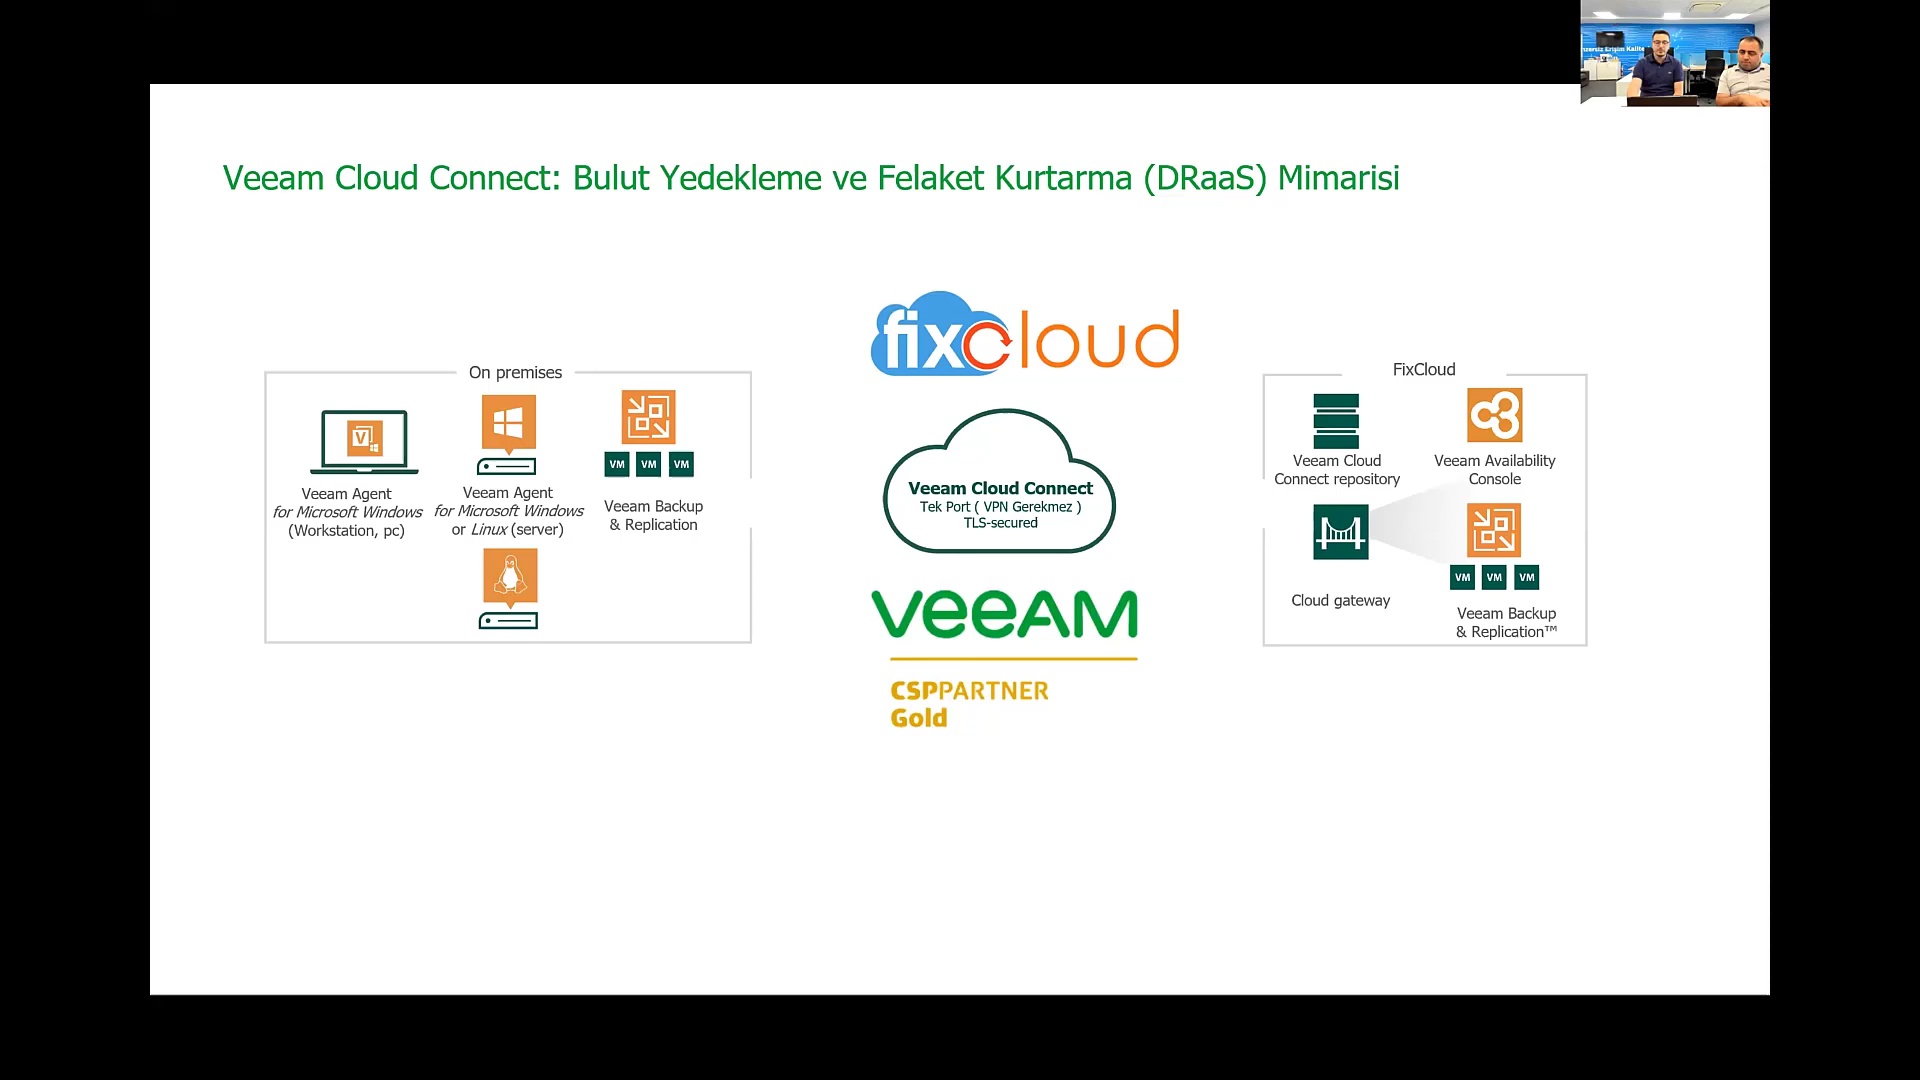 nzersiz Erişim Kalite
Veeam Cloud Connect: Bulut Yedekleme ve Felaket Kurtarma (DRaaS) Mimarisi
fixcloud
On premises
Veeam Agent
for Microsoft Windows
(Workstation, pc)
Veeam Agent
for Microsoft Windows
or Linux (server)
VM VM VM
Veeam Backup
& Replication
Veeam Cloud Connect
Tek Port ( VPN Gerekmez )
TLS-secured
VEEAM
CSPPARTNER
Gold
FixCloud
Veeam Cloud
Connect repository
Veeam Availability
Console
Cloud gateway
VM VM VM
Veeam Backup
& Replication™